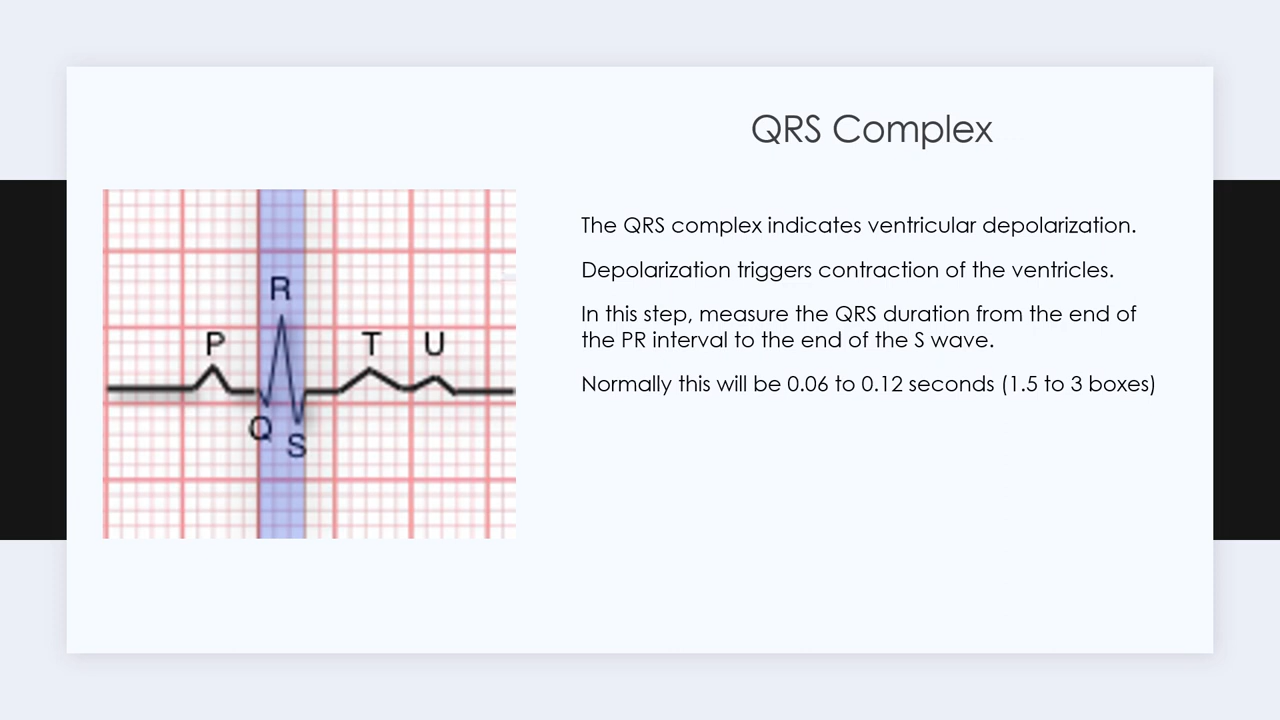 QRS Complex
The QRS complex indicates ventricular depolarization.
Depolarization triggers contraction of the ventricles.
In this step, measure the QRS duration from the end of
the PR interval to the end of the S wave.
Normally this will be 0.06 to 0.12 seconds (1.5 to 3 boxes)
R
P
T
U
Q
S